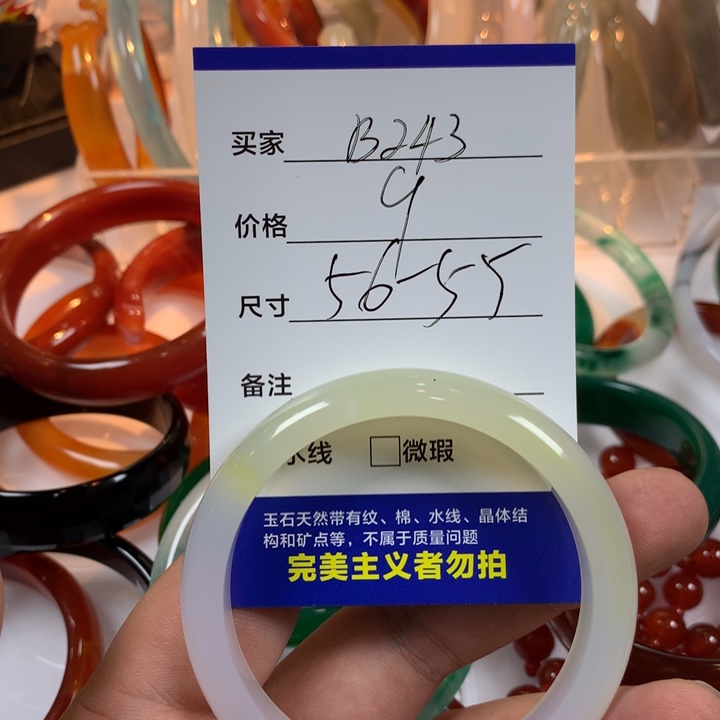 买家 B243
价格 9
尺寸 56-55
备注
水线 □微瑕
玉石天然带有纹、棉、水线、晶体结
构和矿点等，不属于质量问题
完美主义者勿拍